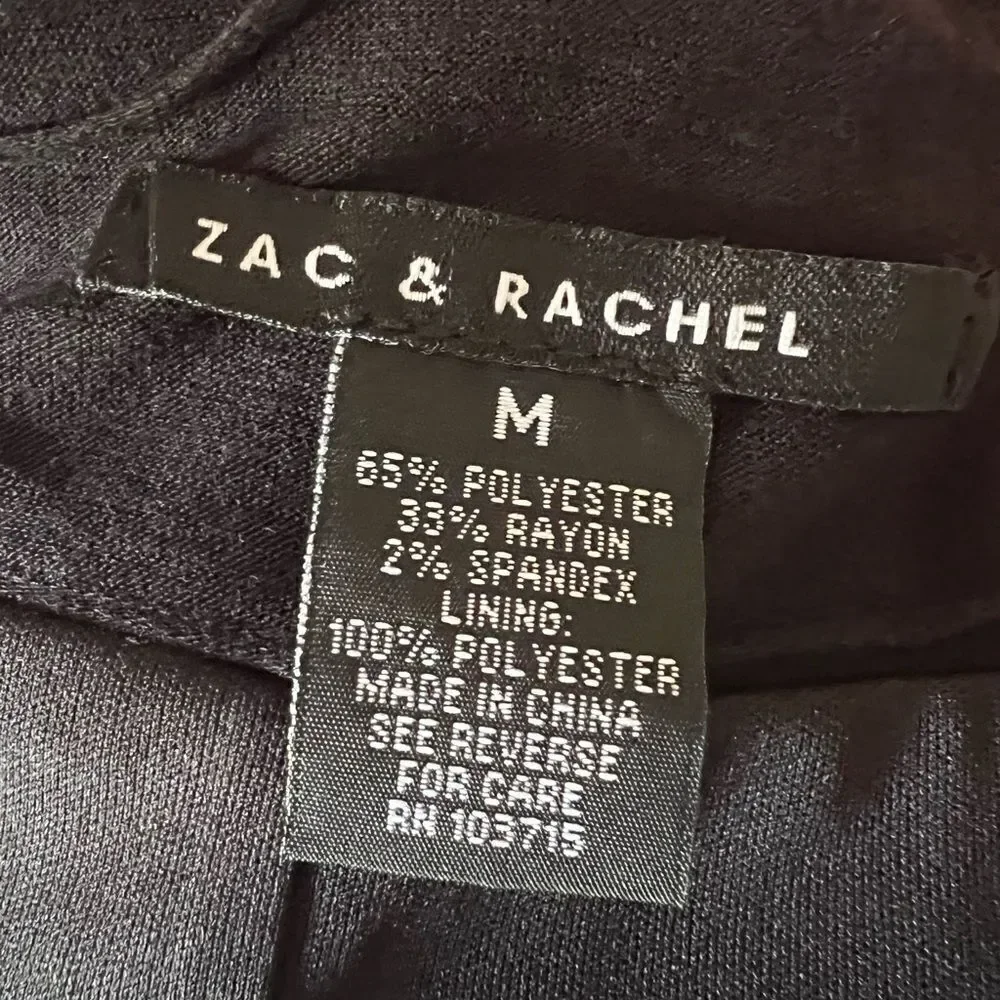 ZAC & RACHEL
M
65% POLYESTER
33% RAYON
2% SPANDEX
LINING:
100% POLYESTER
MADE IN CHINA
SEE REVERSE
FOR CARE
RN 103715